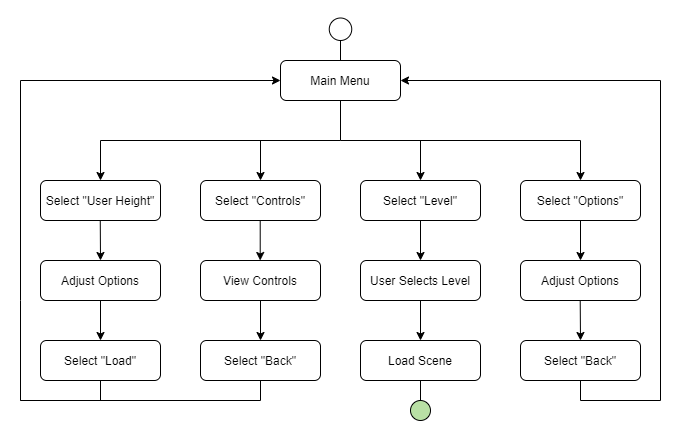 Main Menu
Select "User Height"
Select "Controls"
Select "Level"
Select "Options"
Adjust Options
View Controls
User Selects Level
Adjust Options
Select "Load"
Select "Back"
Load Scene
Select "Back"